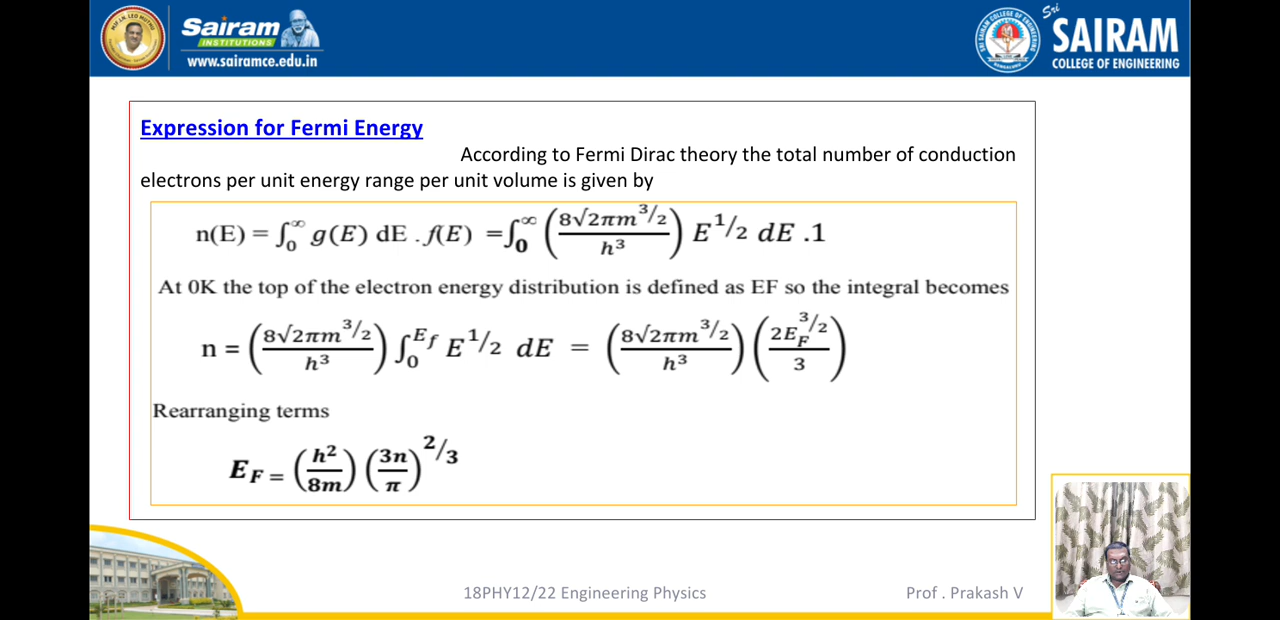 Sairam
INSTITUTIONS
www.sairamce.edu.in
Sri
SAIRAM
COLLEGE OF ENGINEERING
Expression for Fermi Energy
According to Fermi Dirac theory the total number of conduction
electrons per unit energy range per unit volume is given by
n(E) = ∫₀^∞ g(E) dE . f(E) = ∫₀^∞ (8√2πm^3/2 / h³) E^1/2 dE .1
At 0K the top of the electron energy distribution is defined as EF so the integral becomes
n = (8√2πm^3/2 / h³) ∫₀^Ef E^1/2 dE = (8√2πm^3/2 / h³) (2E_F^3/2 / 3)
Rearranging terms
E_F = (h² / 8m) (3n / π)^2/3
18PHY12/22 Engineering Physics
Prof . Prakash V